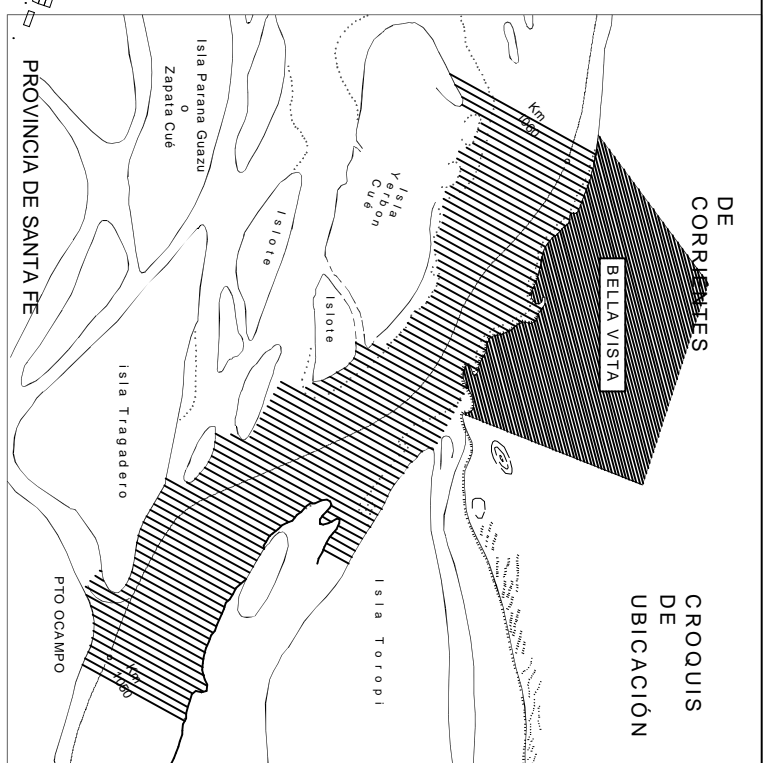 DE
CORRIENTES
CROQUIS
DE
UBICACIÓN
BELLA VISTA
Km
1060
Isla
Yerbon
Cué
Isla Toropi
Islote
Islote
Isla Parana Guazu
o
Zapata Cué
isla Tragadero
Km
1060
PTO OCAMPO
PROVINCIA DE SANTA FE